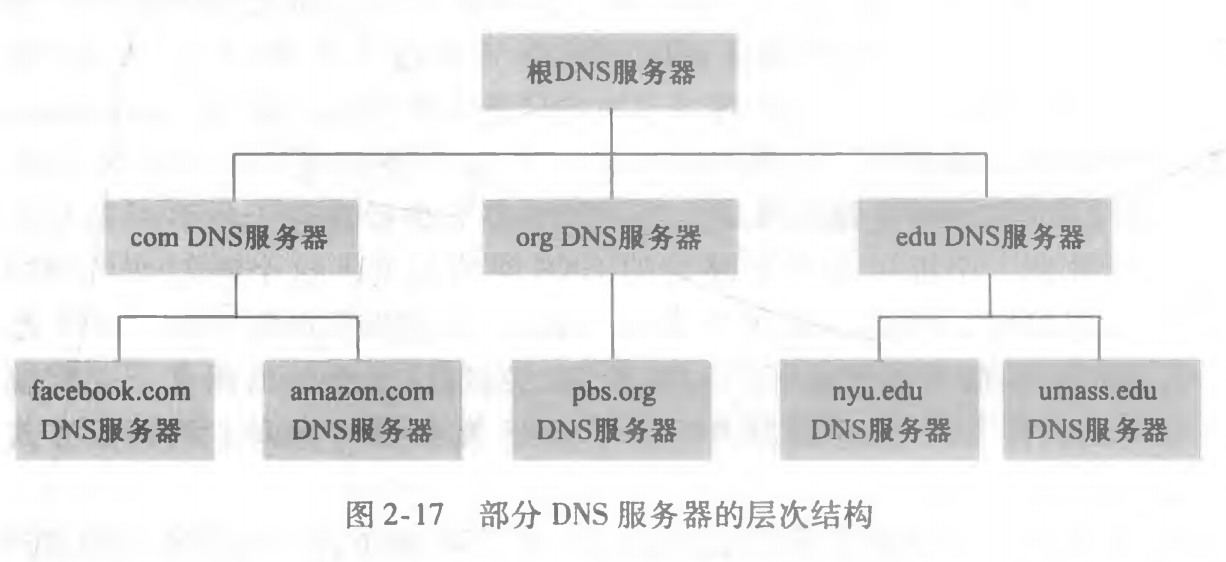 根DNS服务器
com DNS服务器
org DNS服务器
edu DNS服务器
facebook.com
DNS服务器
amazon.com
DNS服务器
pbs.org
DNS服务器
nyu.edu
DNS服务器
umass.edu
DNS服务器
图 2-17 部分 DNS 服务器的层次结构